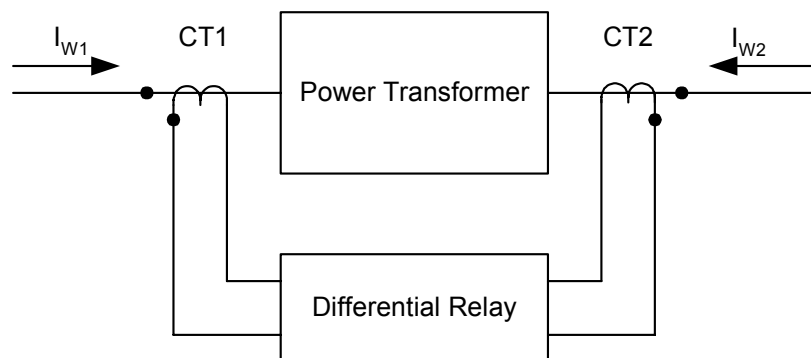 I_W1
CT1
CT2
I_W2
Power Transformer
Differential Relay